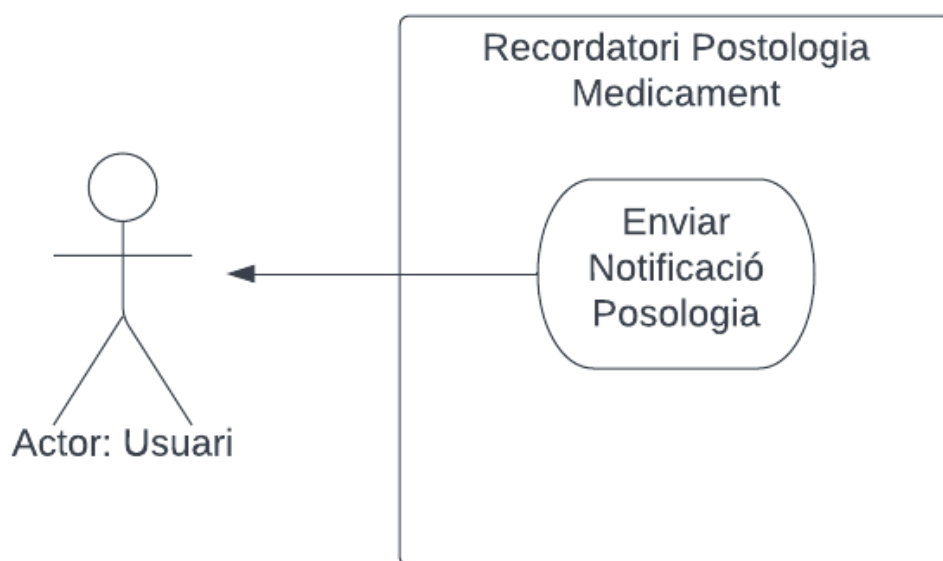 Recordatori Postologia
Medicament
Enviar
Notificació
Posologia
Actor: Usuari